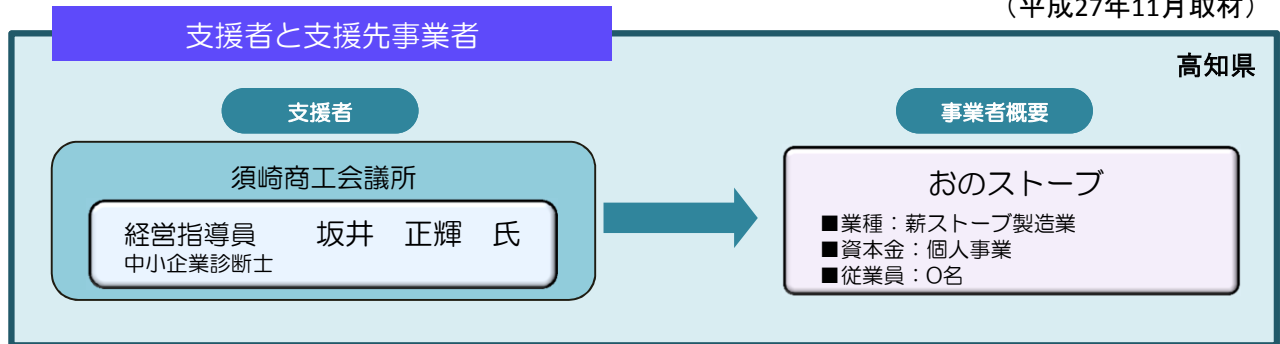 （平成27年11月取材）
支援者と支援先事業者
高知県
支援者
事業者概要
須崎商工会議所
経営指導員　坂井　正輝　氏
中小企業診断士
おのストーブ
■業種：薪ストーブ製造業
■資本金：個人事業
■従業員：0名